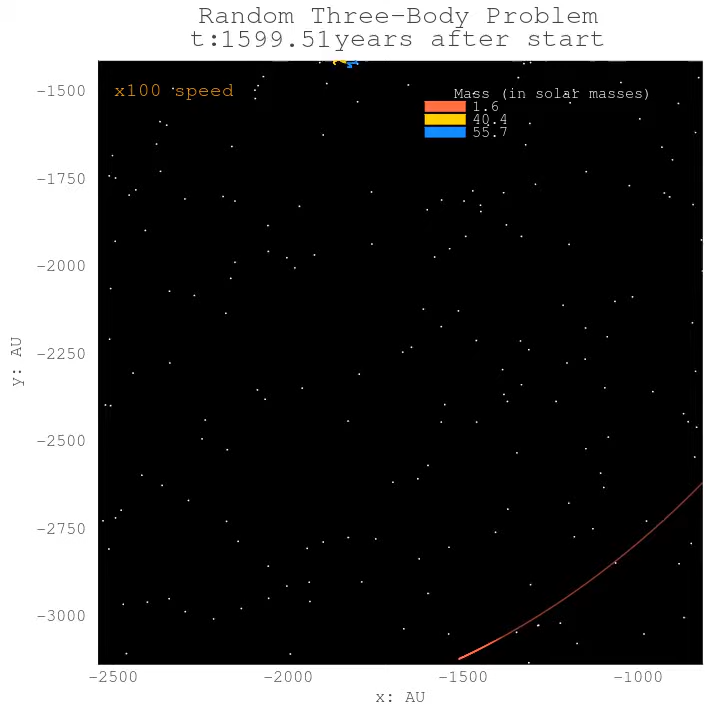 Random Three-Body Problem
t:1599.51years after start
x100 speed
Mass (in solar masses)
1.6
40.4
55.7
-1500
-1750
-2000
-2250
-2500
-2750
-3000
y: AU
-2500
-2000
-1500
-1000
x: AU